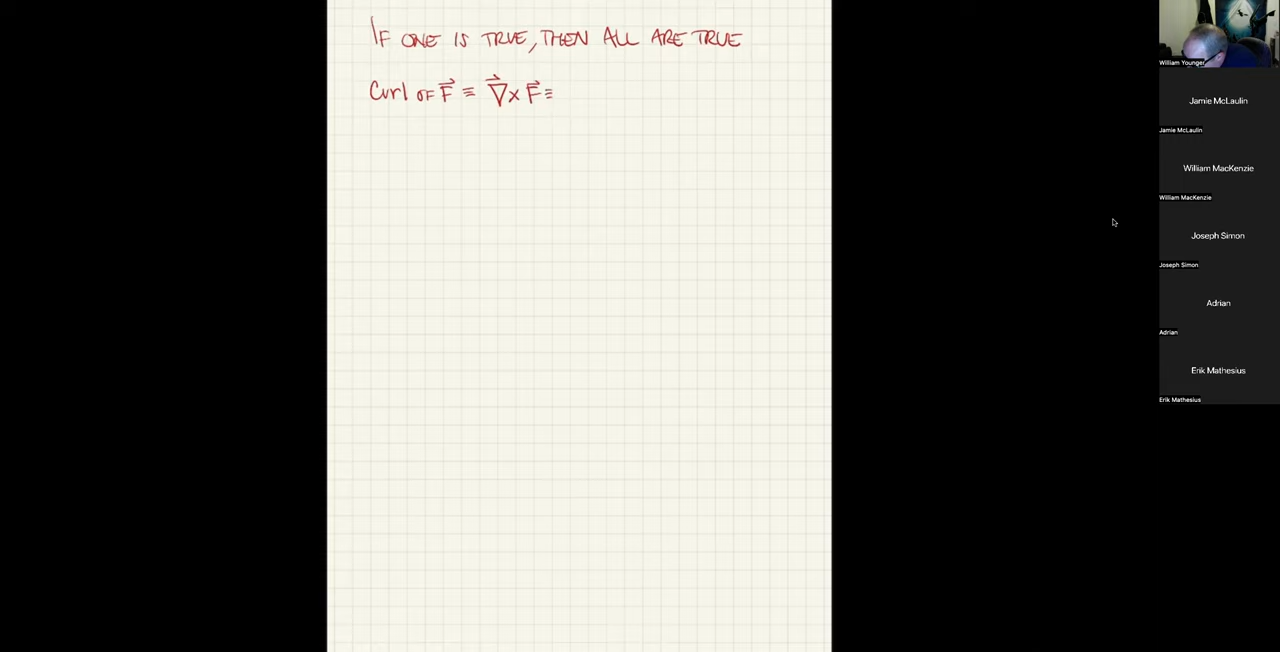 IF ONE IS TRUE, THEN ALL ARE TRUE
Curl OF F⃗ ≡ ∇⃗ x F⃗ ≡
William Younger
Jamie McLaulin
Jamie McLaulin
William MacKenzie
William MacKenzie
Joseph Simon
Joseph Simon
Adrian
Adrian
Erik Mathesius
Erik Mathesius